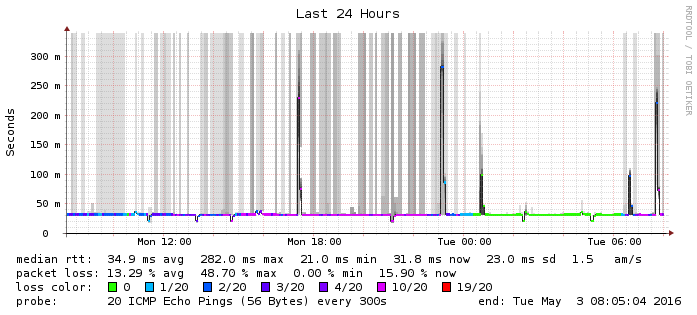 Last 24 Hours
RRDTOOL / TOBI OETIKER
Seconds
300 m
250 m
200 m
150 m
100 m
50 m
0
Mon 12:00 Mon 18:00 Tue 00:00 Tue 06:00
median rtt: 34.9 ms avg 282.0 ms max 21.0 ms min 31.8 ms now 23.0 ms sd 1.5 am/s
packet loss: 13.29 % avg 48.70 % max 0.00 % min 15.90 % now
loss color: 0 1/20 2/20 3/20 4/20 10/20 19/20
probe: 20 ICMP Echo Pings (56 Bytes) every 300s end: Tue May 3 08:05:04 2016